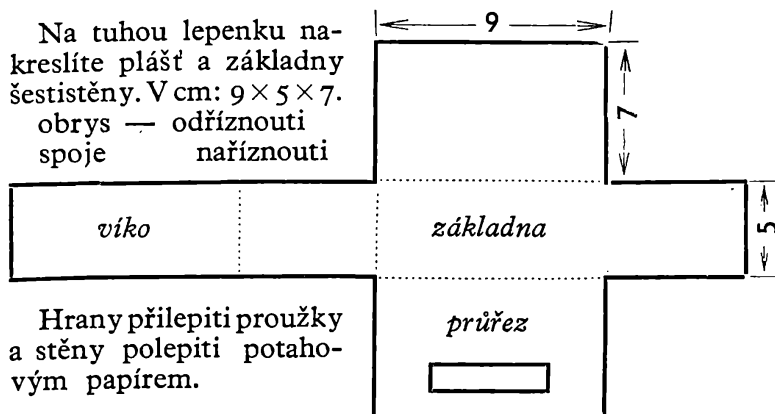 Na tuhou lepenku na-
kreslíte plášť a základny
šestistěny. V cm: 9 × 5 × 7.
obrys — odříznouti
spoje naříznouti
9
7
víko
základna
5
Hrany přilepiti proužky
a stěny polepiti potaho-
vým papírem.
průřez